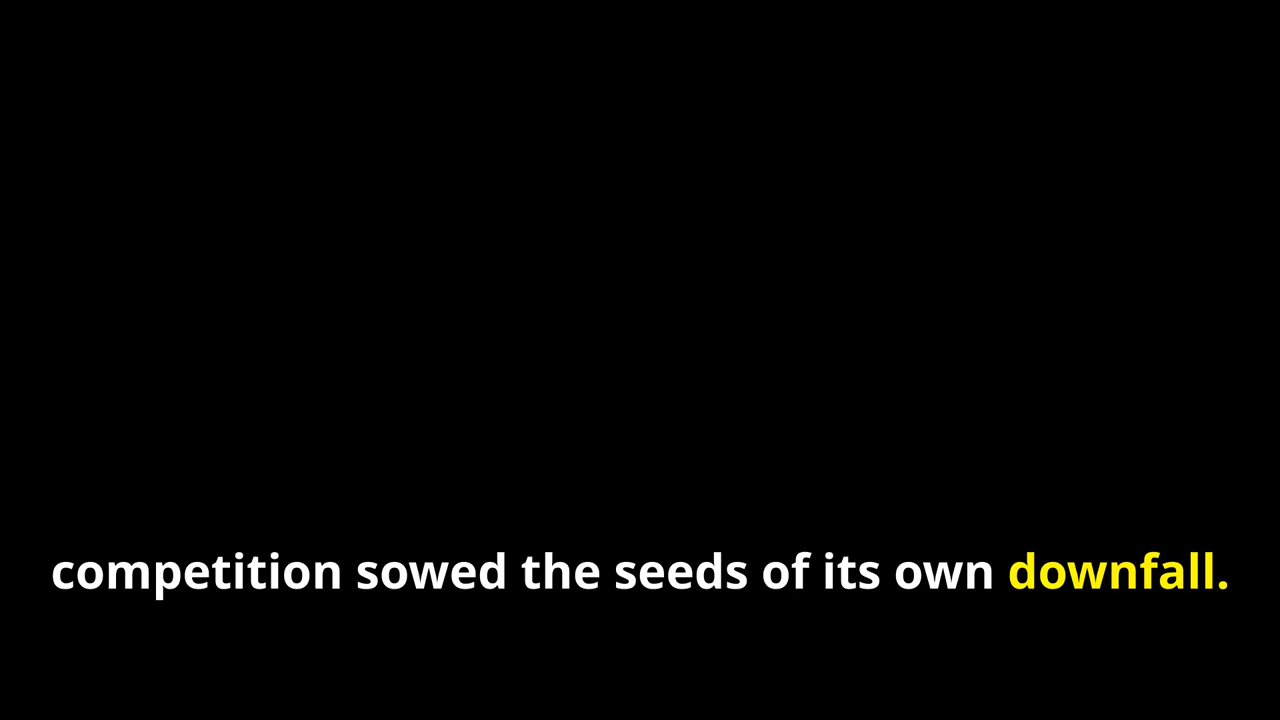 competition sowed the seeds of its own downfall.